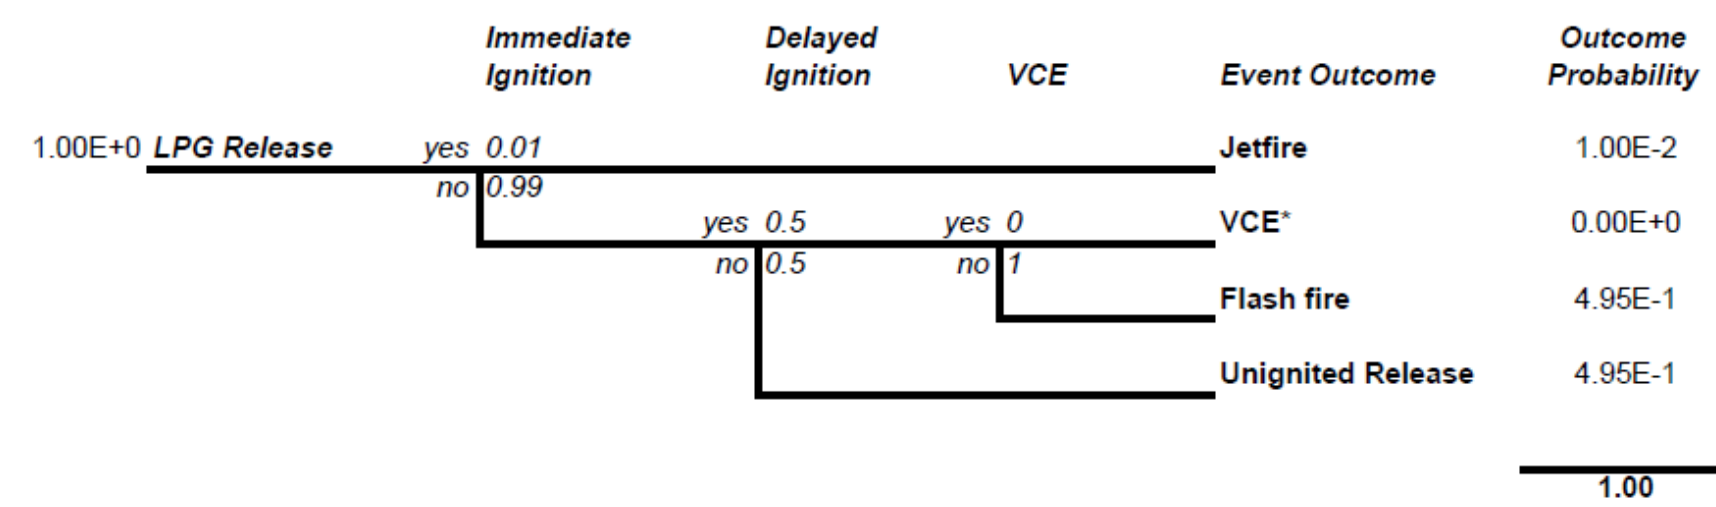 Immediate Delayed Outcome
Ignition Ignition VCE Event Outcome Probability
1.00E+0 LPG Release yes 0.01 Jetfire 1.00E-2
no 0.99
yes 0.5 yes 0 VCE* 0.00E+0
no 0.5 no 1
Flash fire 4.95E-1
Unignited Release 4.95E-1
1.00